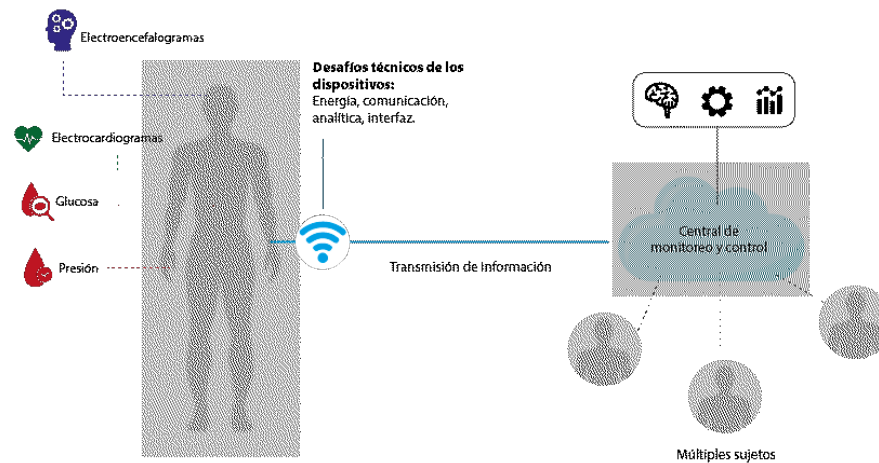 Electroencefalogramas
Desafíos técnicos de los
dispositivos:
Energía, comunicación,
analítica, interfaz.
Electrocardiogramas
Glucosa
Presión
Transmisión de Información
Central de
monitoreo y control
Múltiples sujetos